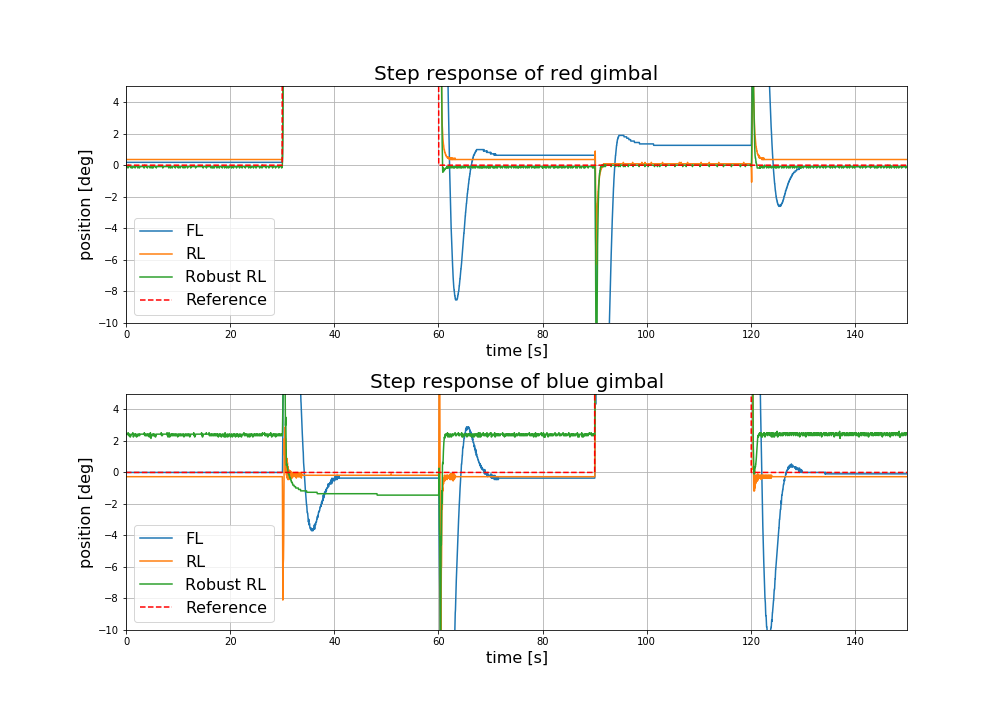 Step response of red gimbal
position [deg]
4
2
0
−2
−4
−6
−8
−10
FL
RL
Robust RL
Reference
0 20 40 60 80 100 120 140
time [s]
Step response of blue gimbal
position [deg]
4
2
0
−2
−4
−6
−8
−10
FL
RL
Robust RL
Reference
0 20 40 60 80 100 120 140
time [s]